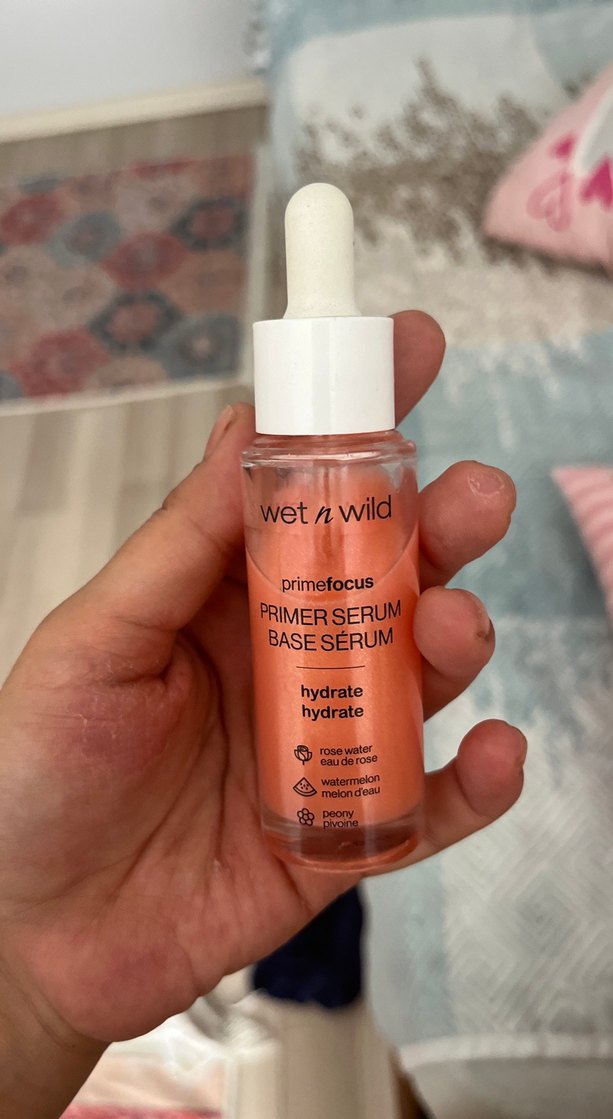 wet n wild
primefocus
PRIMER SERUM
BASE SÉRUM
hydrate
hydrate
rose water
eau de rose
watermelon
melon d'eau
peony
pivoine